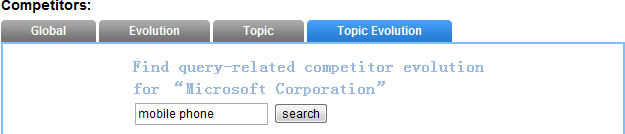 Competitors:
Global Evolution Topic Topic Evolution
Find query-related competitor evolution
for “Microsoft Corporation”
mobile phone search